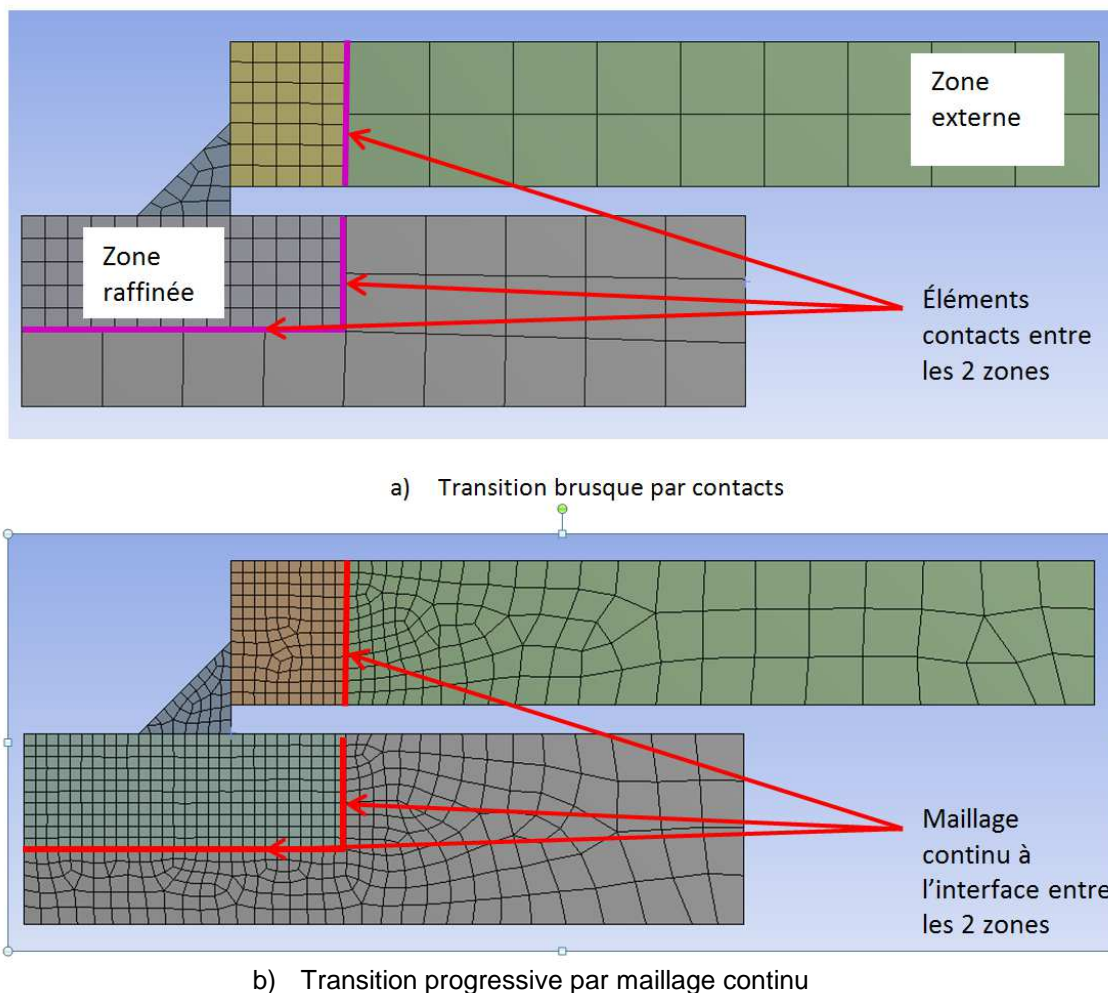 Zone
externe
Zone
raffinée
Éléments
contacts entre
les 2 zones
a) Transition brusque par contacts
Maillage
continu à
l'interface entre
les 2 zones
b) Transition progressive par maillage continu